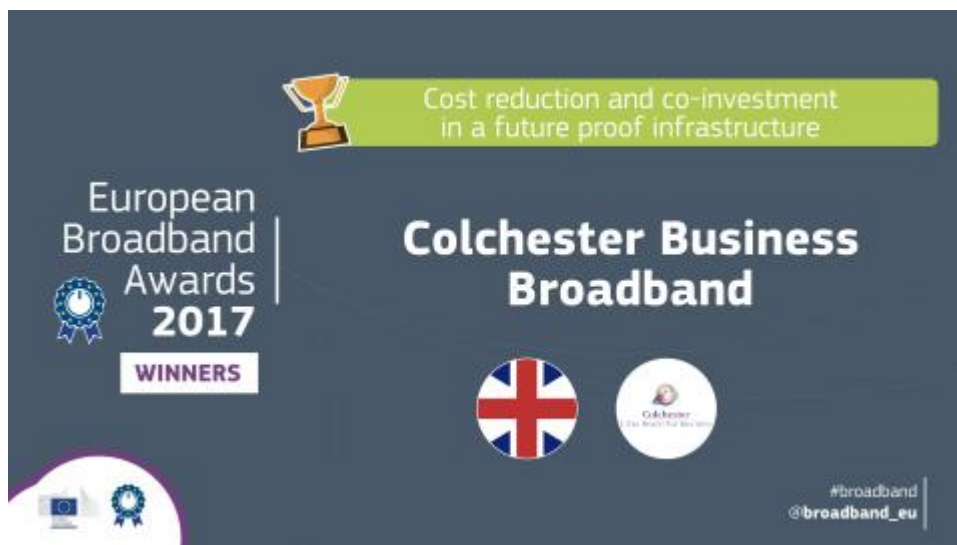 Cost reduction and co-investment
in a future proof infrastructure
European
Broadband
Awards
2017
WINNERS
Colchester Business
Broadband
Colchester
#broadband
@broadband_eu